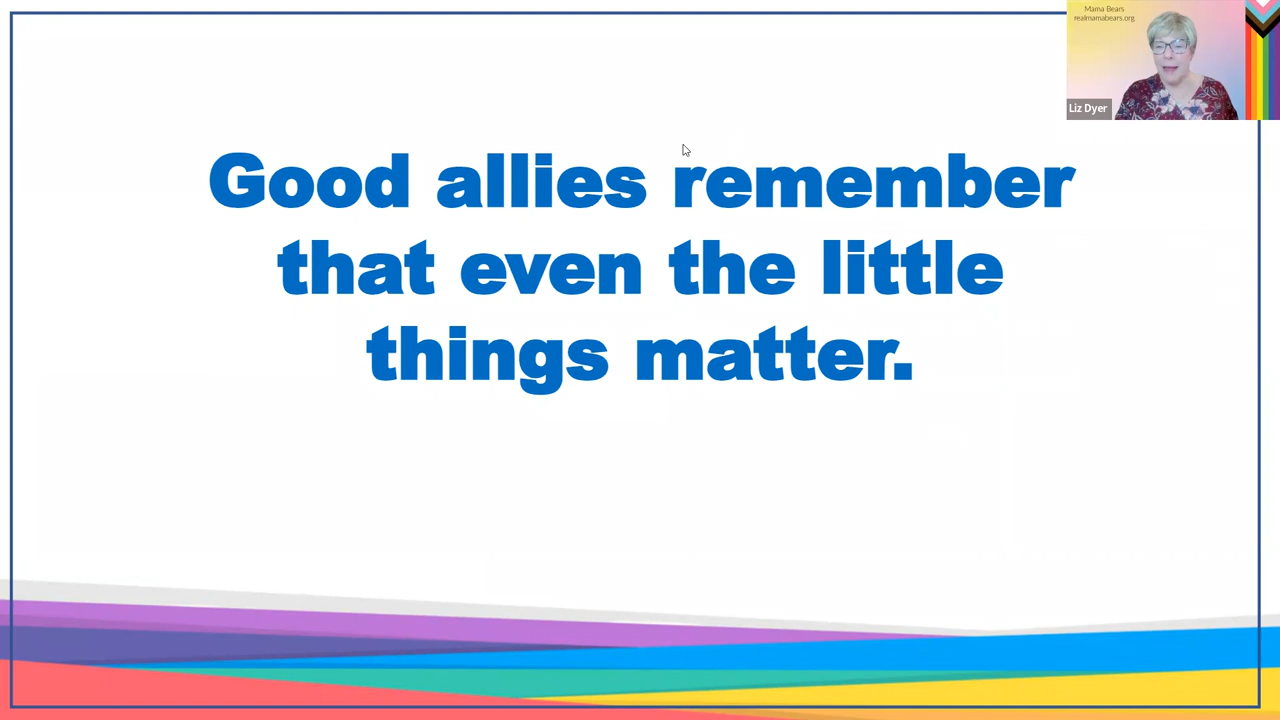 Mama Bears
realmamabears.org
Liz Dyer
Good allies remember
that even the little
things matter.